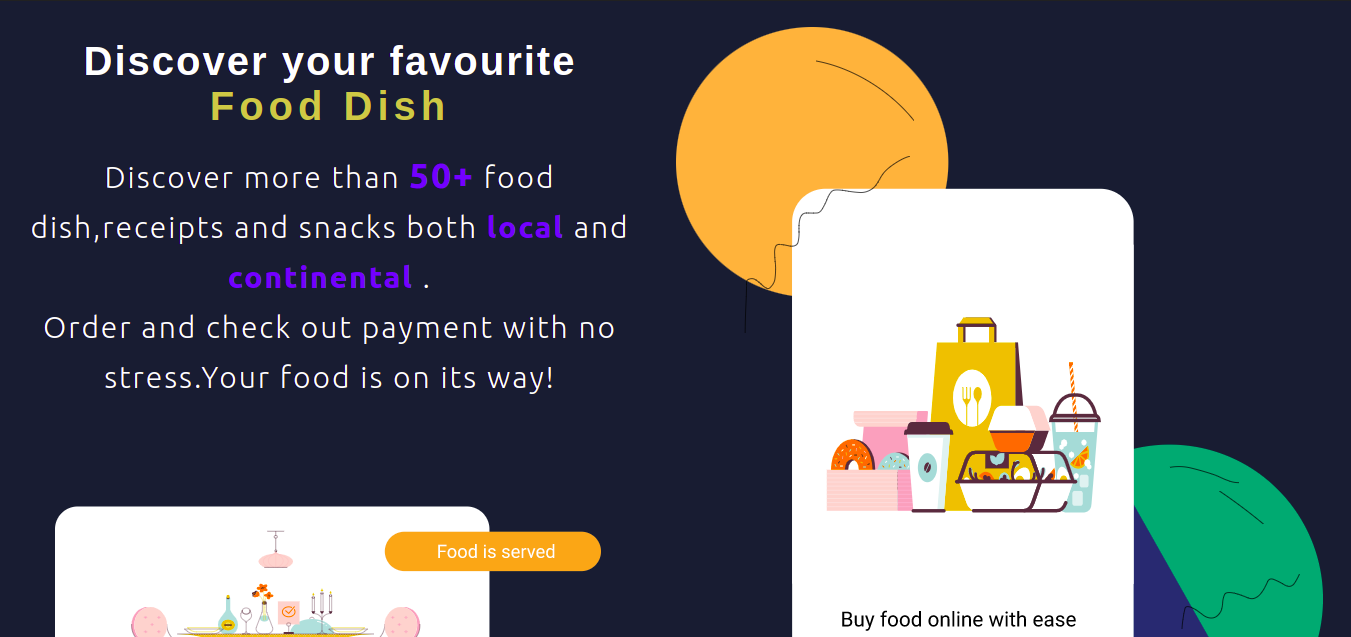 Discover your favourite
Food Dish
Discover more than 50+ food
dish,receipts and snacks both local and
continental .
Order and check out payment with no
stress.Your food is on its way!
Food is served
Buy food online with ease